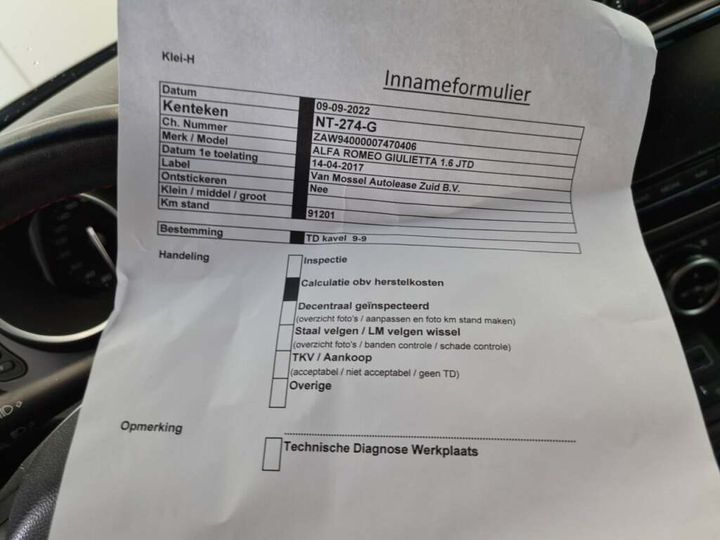 Klei-H
Innameformulier
Datum 09-09-2022
Kenteken NT-274-G
Ch. Nummer ZAW94000007470406
Merk / Model ALFA ROMEO GIULIETTA 1.6 JTD
Datum 1e toelating 14-04-2017
Label Van Mossel Autolease Zuid B.V.
Ontstickeren Nee
Klein / middel / groot
Km stand 91201
Bestemming TD kavel 9-9
Handeling
Inspectie
Calculatie obv herstelkosten
Decentraal geïnspecteerd
(overzicht foto's / aanpassen en foto km stand maken)
Staal velgen / LM velgen wissel
(overzicht foto's / banden controle / schade controle)
TKV / Aankoop
(acceptabel / niet acceptabel / geen TD)
Overige
Opmerking
Technische Diagnose Werkplaats